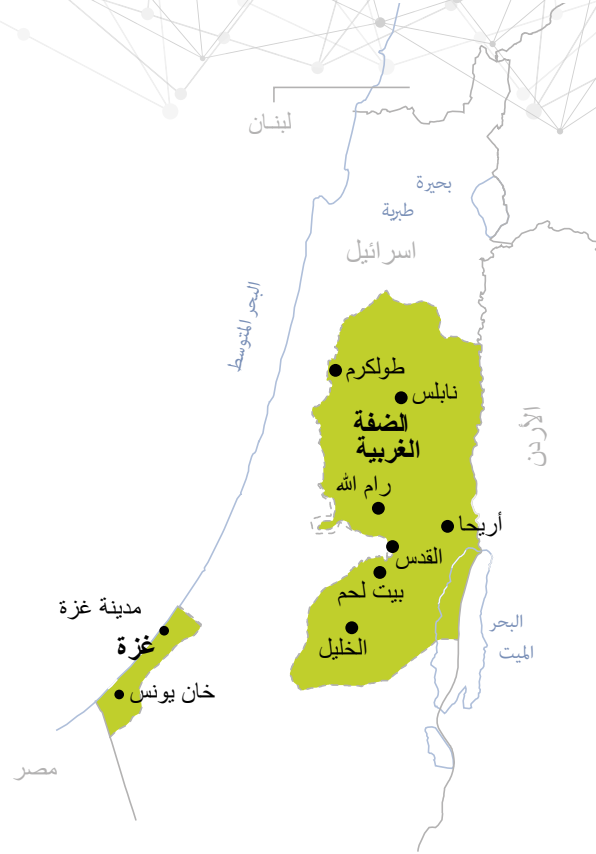 لبنان
بحيرة
طبرية
اسرائيل
البحر المتوسط
طولكرم
نابلس
الضفة
الغربية
الأردن
رام الله
أريحا
القدس
بيت لحم
مدينة غزة
البحر
الميت
غزة
الخليل
خان يونس
مصر